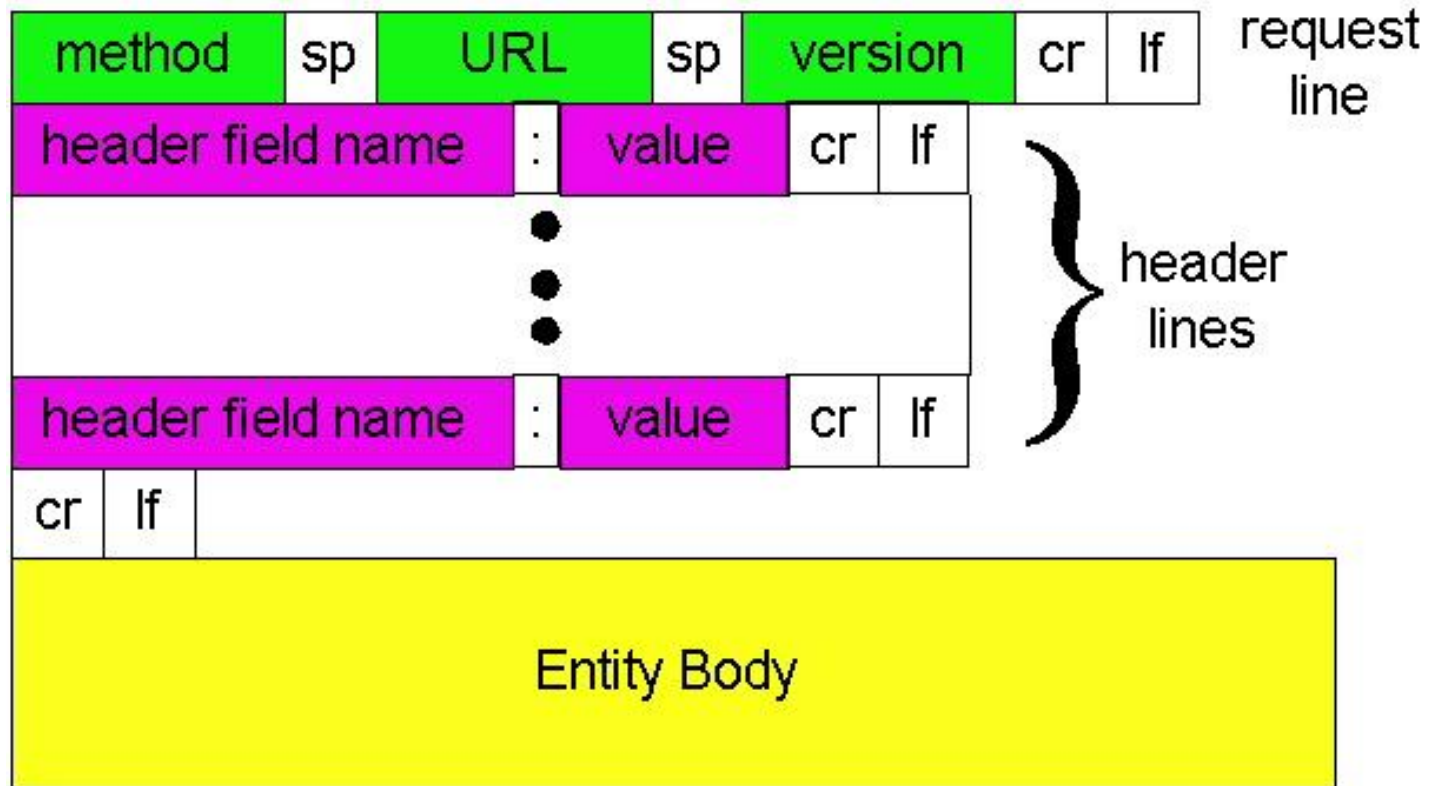 method sp URL sp version cr lf
request
line
header field name : value cr lf
header
lines
header field name : value cr lf
cr lf
Entity Body